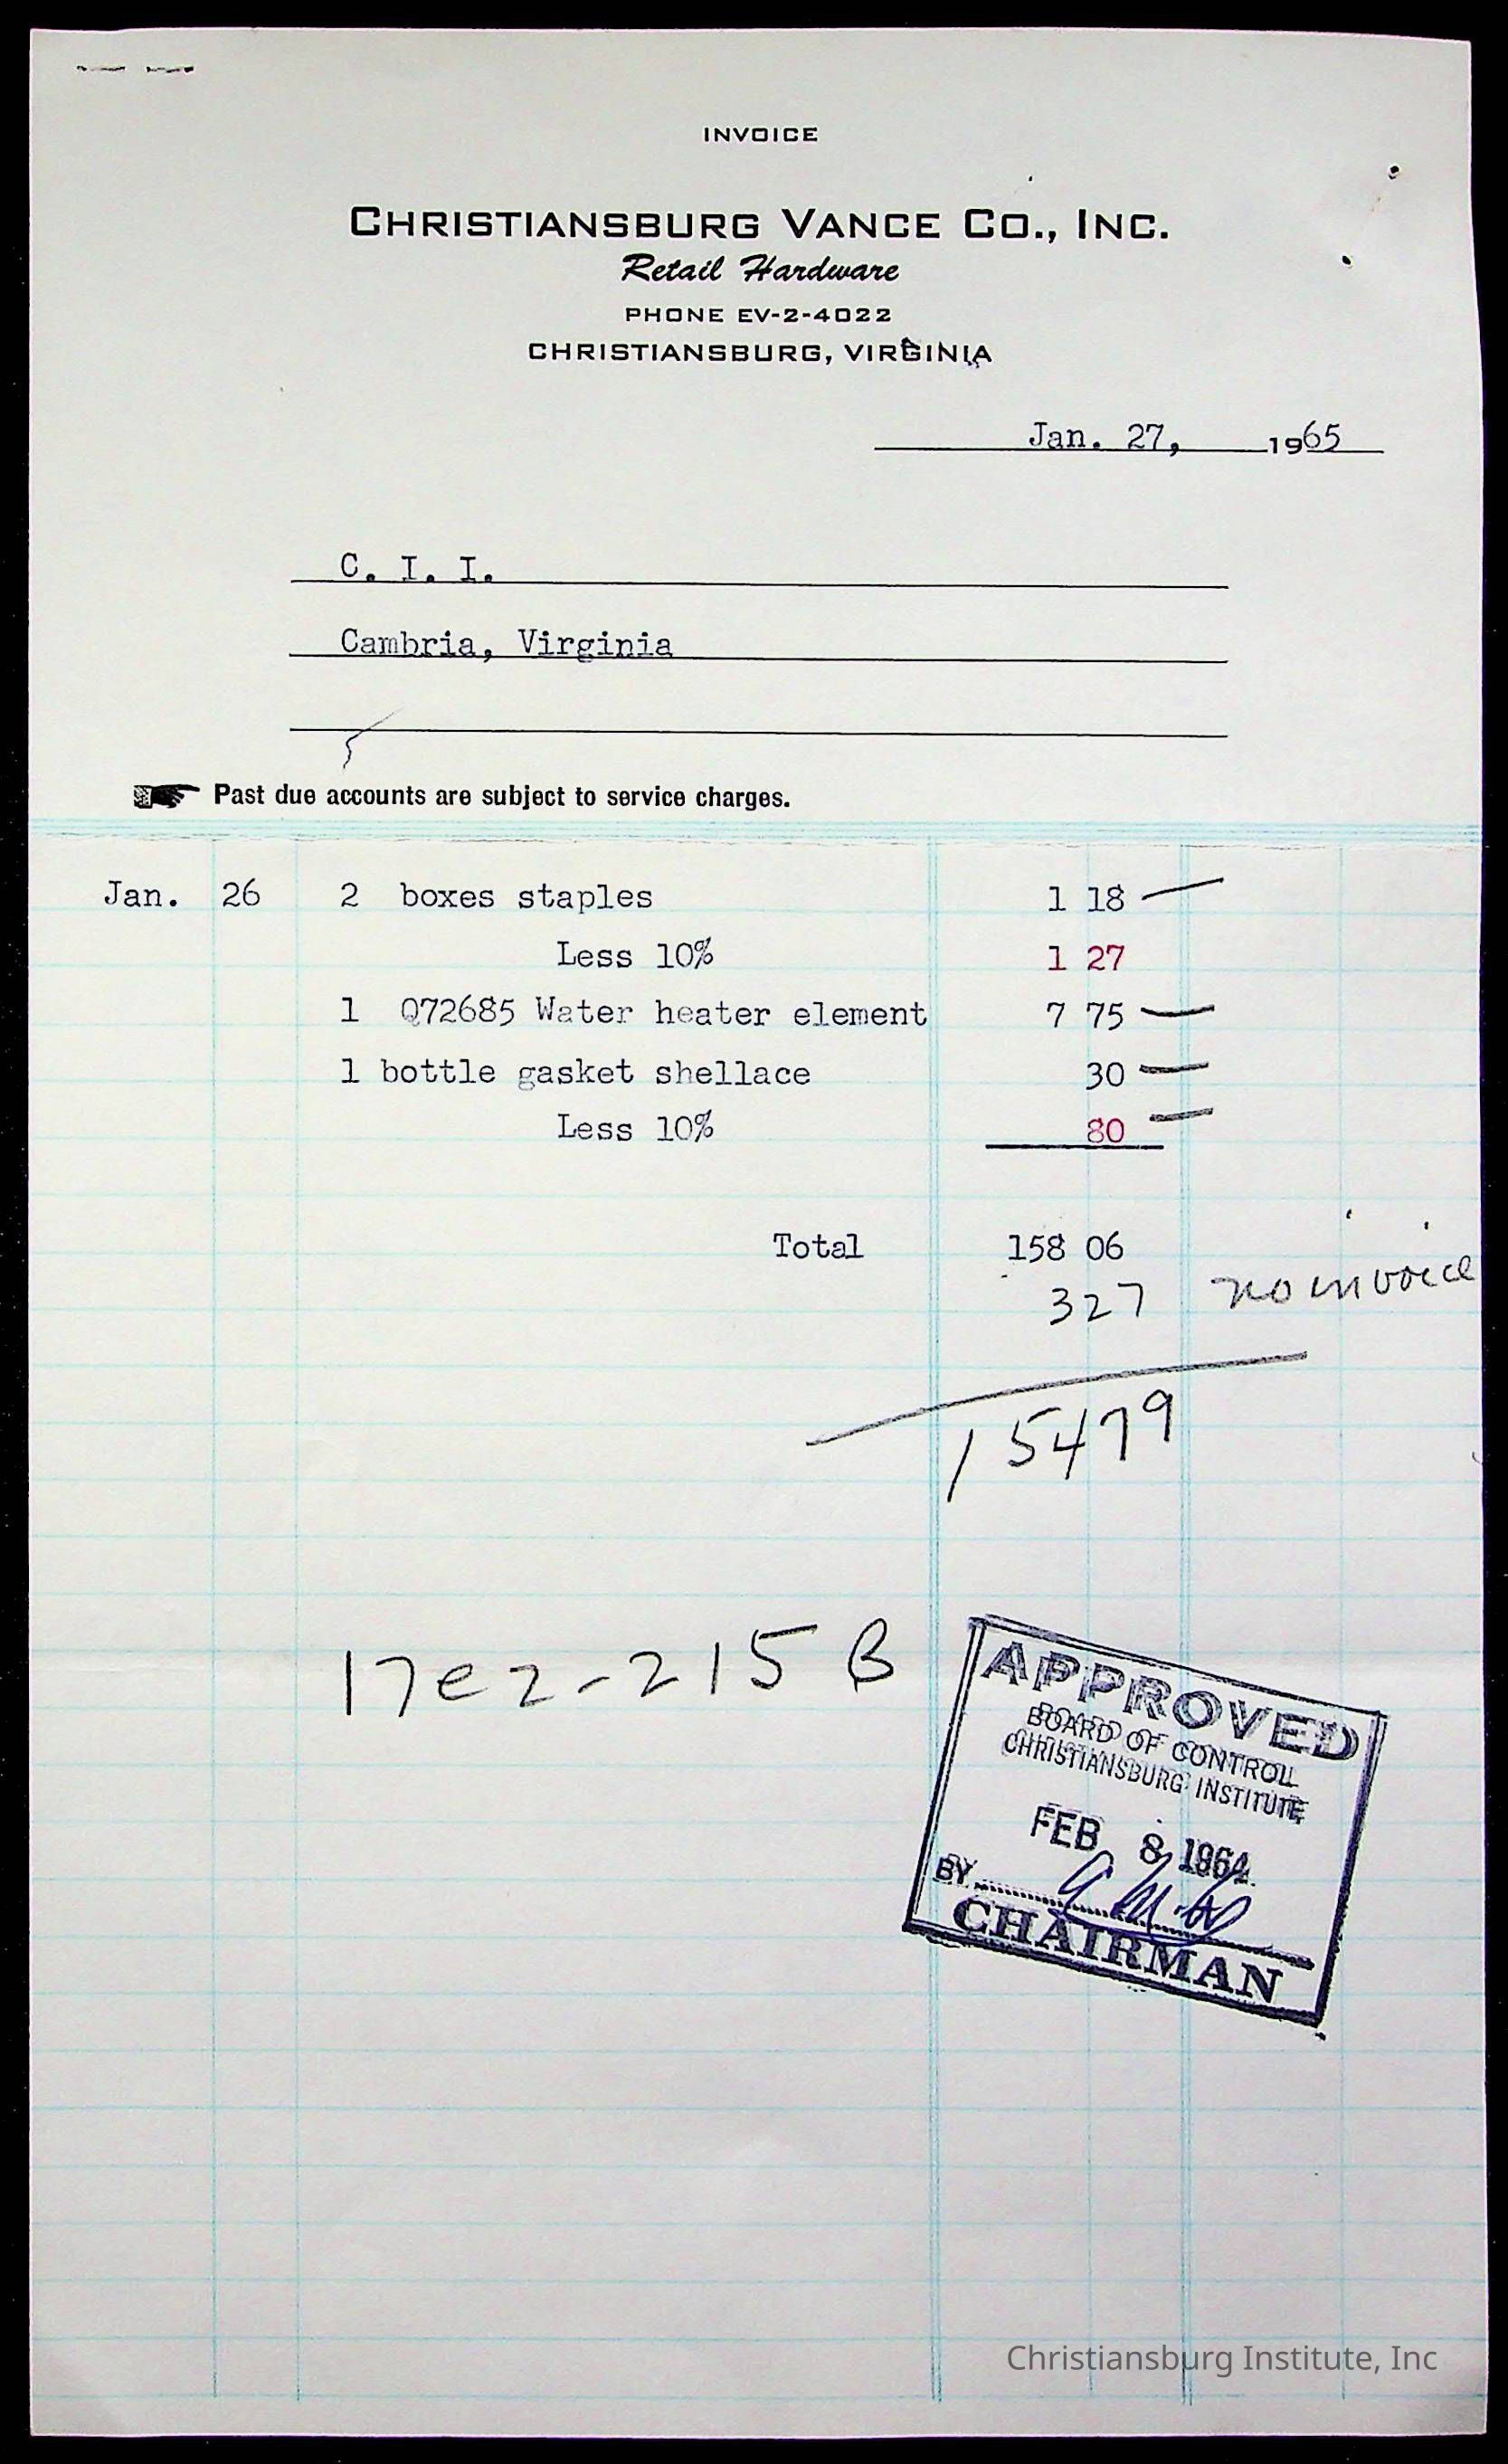 INVOICE
CHRISTIANSBURG VANCE CO., INC.
Retail Hardware
PHONE EV-2-4022
CHRISTIANSBURG, VIRGINIA
Jan. 27, 1965
C. I. I.
Cambria, Virginia
Past due accounts are subject to service charges.
Jan. 26 2 boxes staples 1 18
Less 10% 1 27
1 Q72685 Water heater element 7 75
1 bottle gasket shellace 30
Less 10% 80
Total 158 06
327 no invoice
15479
17e2-215 B
APPROVED
BOARD OF CONTROL
CHRISTIANSBURG INSTITUTE
FEB 8 1964
BY
CHAIRMAN
Christiansburg Institute, Inc